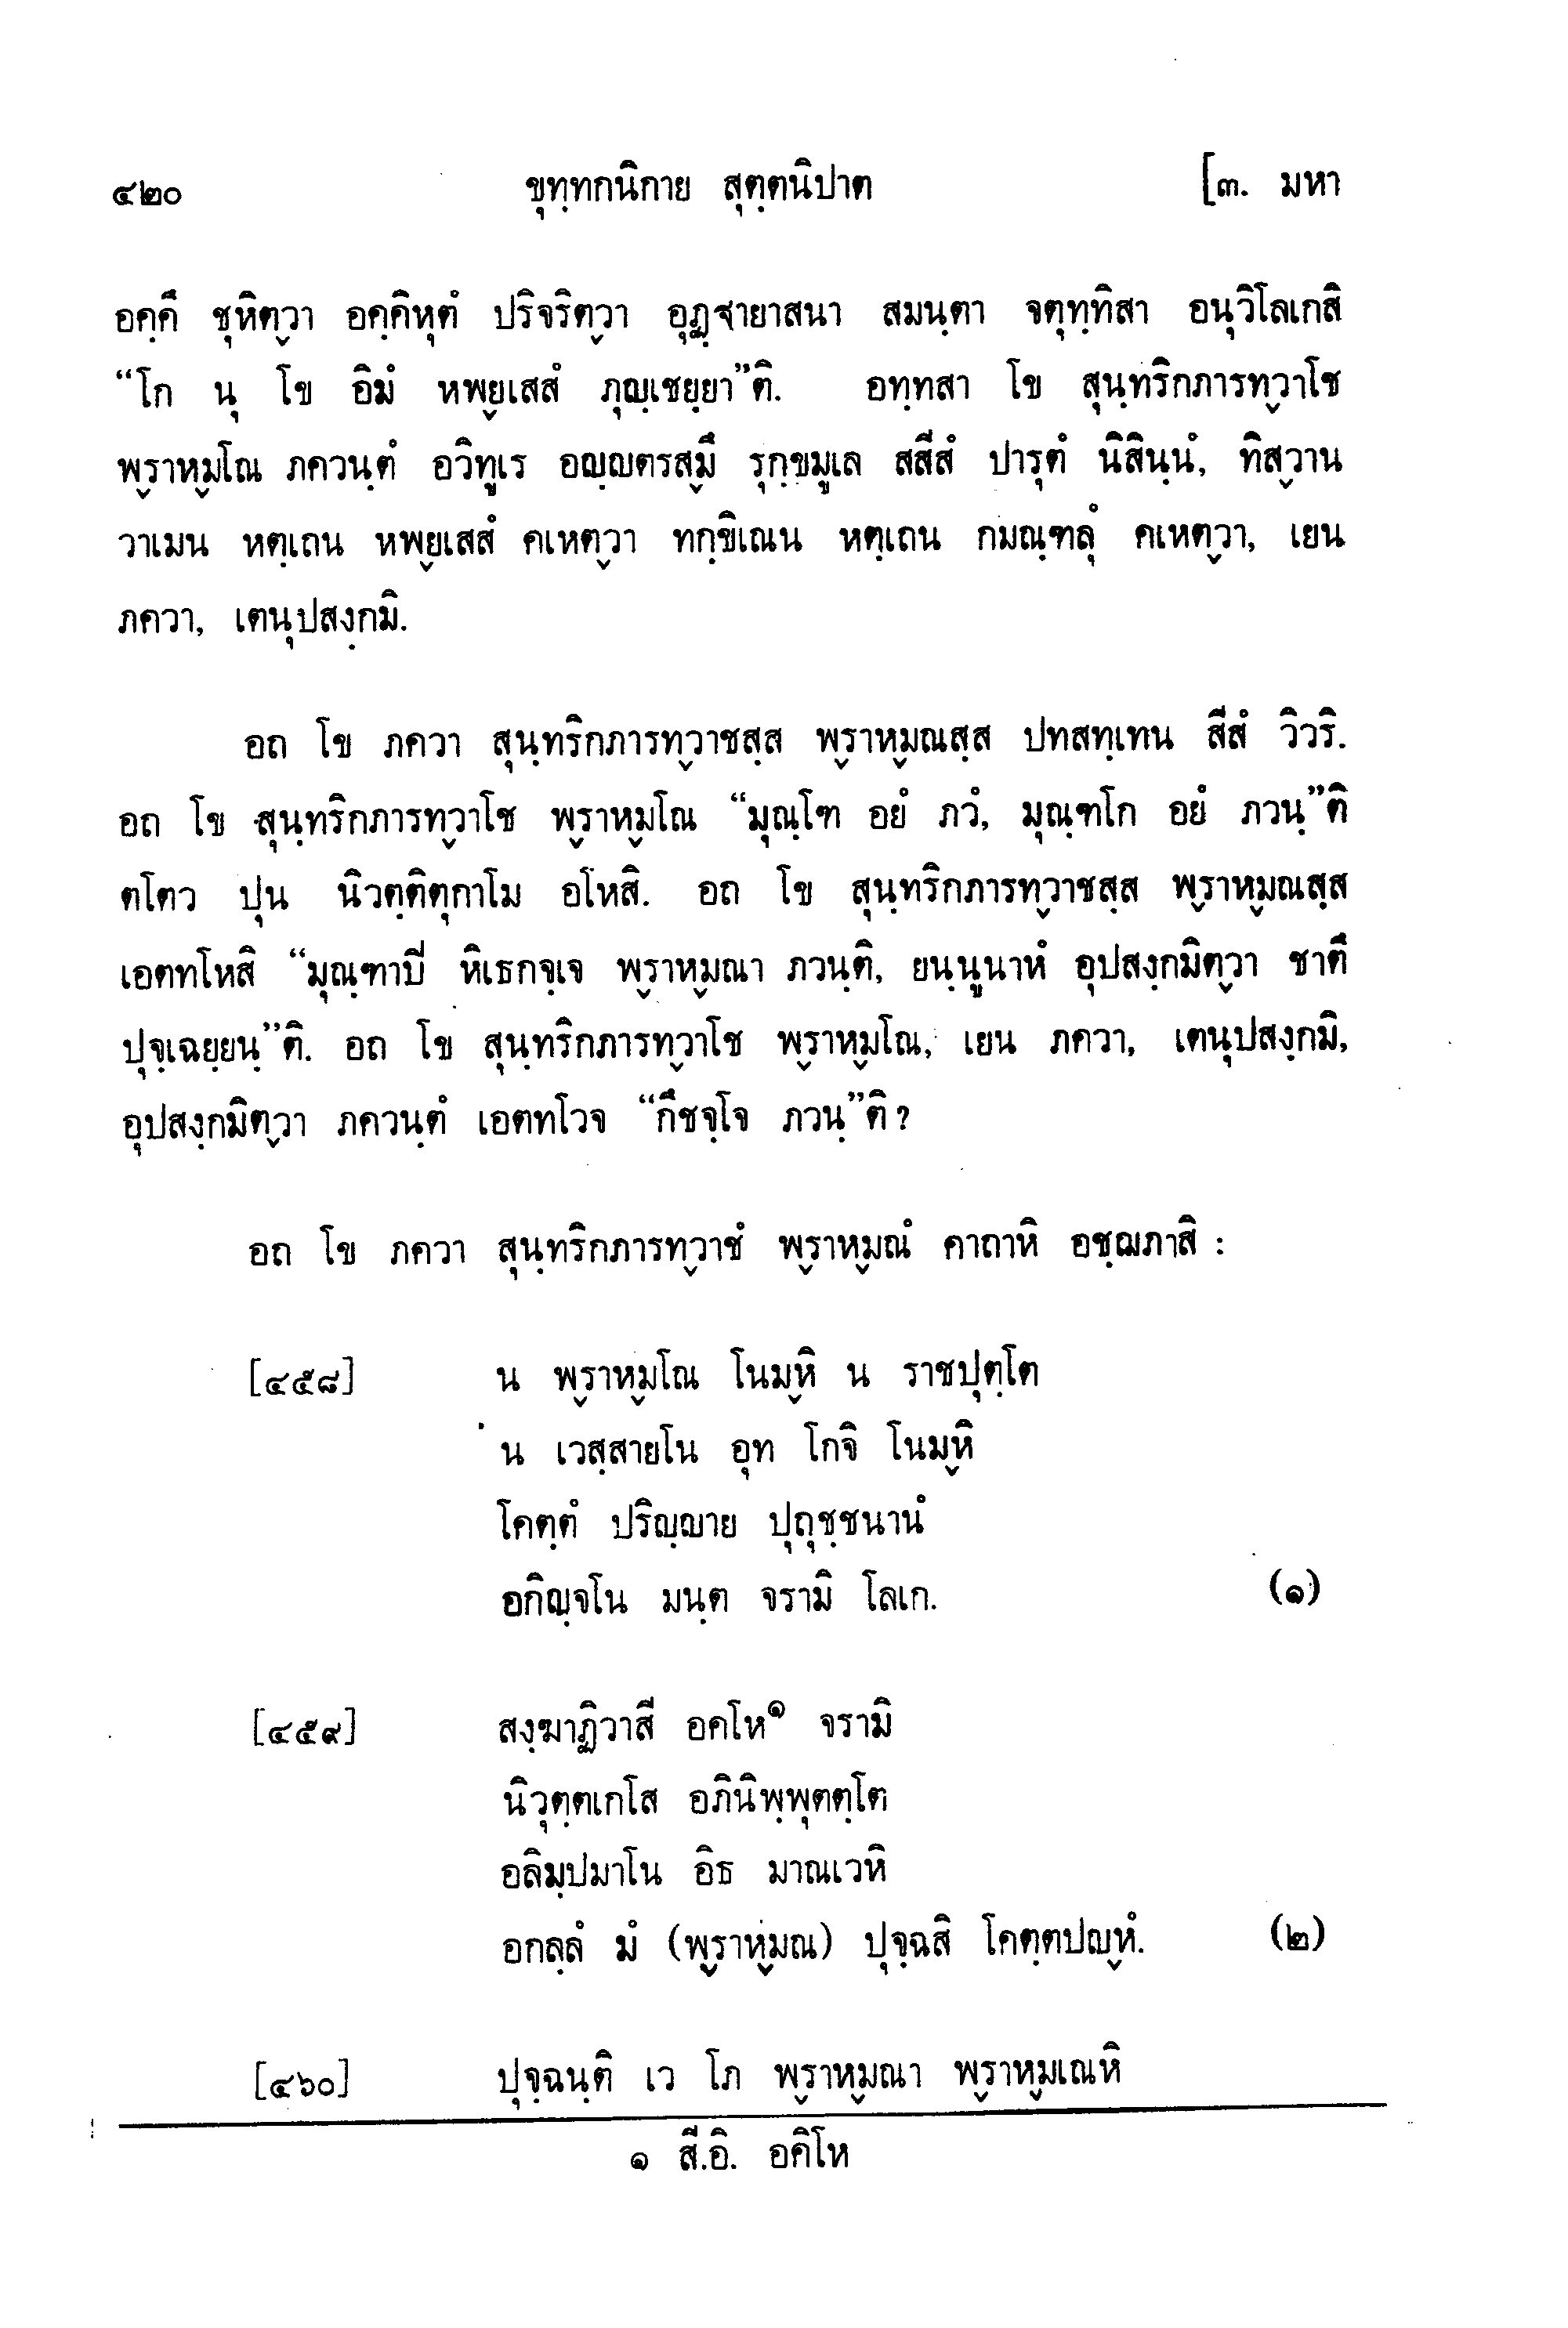 ๔๒๐ ขุทฺทกนิกาย สุตฺตนิปาต [๓. มหา
อคฺคึ ชุหิตฺวา อคฺคิหุตํ ปริจริตฺวา อุฏฺฐายาสนา สมนฺตา จตุทฺทิสา อนุวิโลเกสิ
“โก นุ โข อิมํ หพฺยเสสํ ภุญฺเชยฺยา”ติ. อทฺทสา โข สุนฺทริกภารทฺวาโช
พฺราหฺมโณ ภควนฺตํ อวิทูเร อญฺญตรสฺมึ รุกฺขมูเล สสีสํ ปารุตํ นิสินฺนํ, ทิสฺวาน
วาเมน หตฺเถน หพฺยเสสํ คเหตฺวา ทกฺขิเณน หตฺเถน กมณฺฑลุํ คเหตฺวา, เยน
ภควา, เตนุปสงฺกมิ.
อถ โข ภควา สุนฺทริกภารทฺวาชสฺส พฺราหฺมณสฺส ปทสทฺเทน สีสํ วิวริ.
อถ โข สุนฺทริกภารทฺวาโช พฺราหฺมโณ “มุณฺโฑ อยํ ภวํ, มุณฺฑโก อยํ ภวนฺ”ติ
ตโตว ปุน นิวตฺติตุกาโม อโหสิ. อถ โข สุนฺทริกภารทฺวาชสฺส พฺราหฺมณสฺส
เอตทโหสิ “มุณฺฑาปี หิเธกจฺเจ พฺราหฺมณา ภวนฺติ, ยนฺนูนาหํ อุปสงฺกมิตฺวา ชาตึ
ปุจฺเฉยฺยนฺ”ติ. อถ โข สุนฺทริกภารทฺวาโช พฺราหฺมโณ, เยน ภควา, เตนุปสงฺกมิ,
อุปสงฺกมิตฺวา ภควนฺตํ เอตทโวจ “กึชจฺโจ ภวนฺ”ติ?
อถ โข ภควา สุนฺทริกภารทฺวาชํ พฺราหฺมณํ คาถาหิ อชฺฌภาสิ :
[๔๕๘] น พฺราหฺมโณ โนมฺหิ น ราชปุตฺโต
น เวสฺสายโน อุท โกจิ โนมฺหิ
โคตฺตํ ปริญฺญาย ปุถุชฺชนานํ
อกิญฺจโน มนฺต จรามิ โลเก. (๑)
[๔๕๙] สงฺฆาฏิวาสี อคโห๑ จรามิ
นิวุตฺตเกโส อภินิพฺพุตตฺโต
อลิมฺปมาโน อิธ มาณเวหิ
อกลฺลํ มํ (พฺราหฺมณ) ปุจฺฉสิ โคตฺตปญฺหํ. (๒)
[๔๖๐] ปุจฺฉนฺติ เว โภ พฺราหฺมณา พฺราหฺมเณหิ
๑ สี.อิ. อคิโห